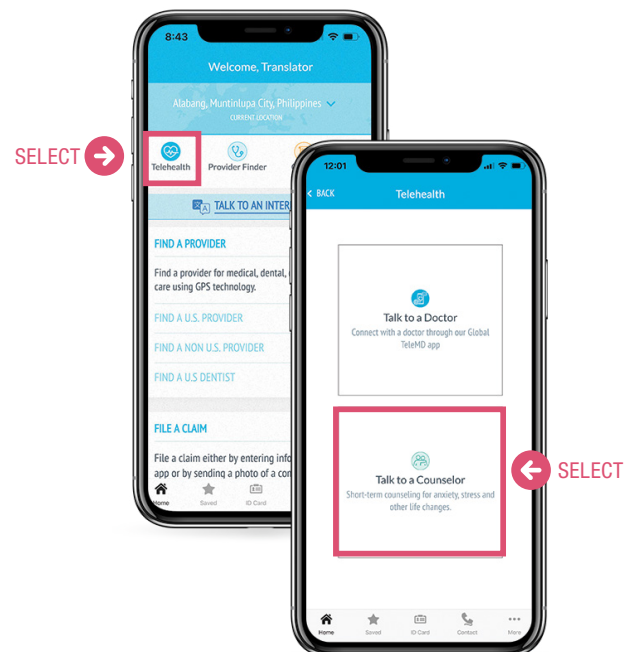 8:43
Welcome, Translator
Alabang, Muntinlupa City, Philippines
CURRENT LOCATION
SELECT
Telehealth
Provider Finder
TALK TO AN INTER
FIND A PROVIDER
Find a provider for medical, dental,
care using GPS technology.
FIND A U.S. PROVIDER
FIND A NON U.S. PROVIDER
FIND A U.S DENTIST
FILE A CLAIM
File a claim either by entering info
app or by sending a photo of a con
Home
Saved
ID Card
12:01
< BACK
Telehealth
Talk to a Doctor
Connect with a doctor through our Global
TeleMD app
Talk to a Counselor
Short-term counseling for anxiety, stress and
other life changes.
SELECT
Home
Saved
ID Card
Contact
More